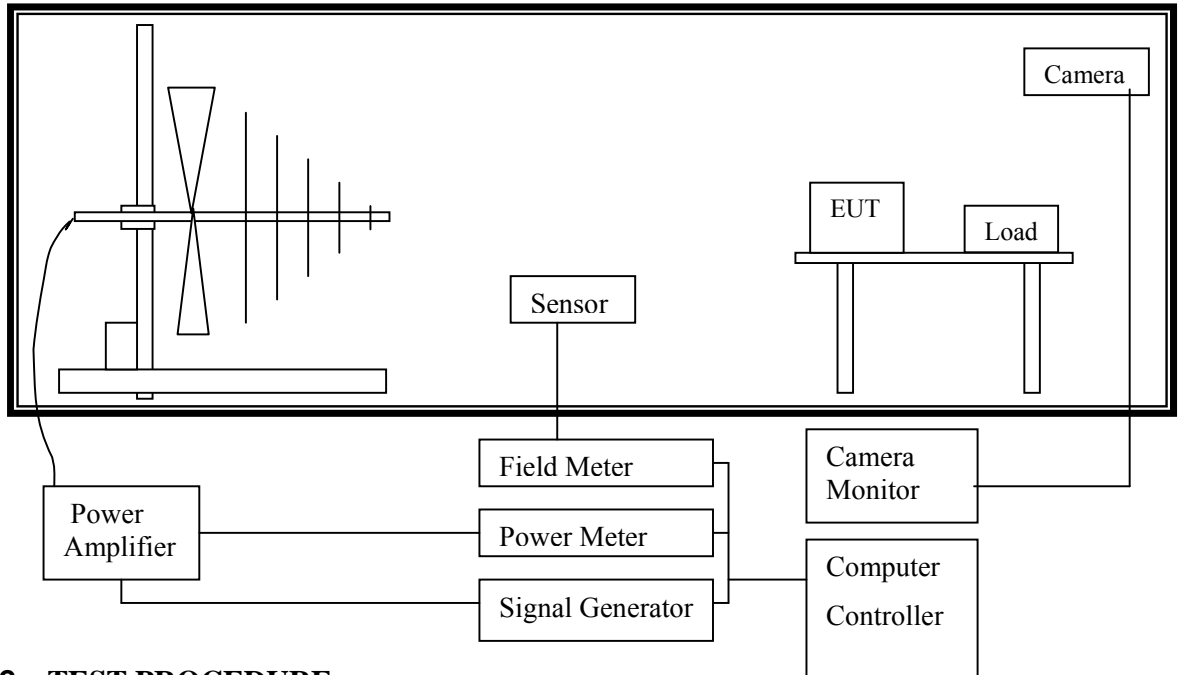 Camera
EUT
Load
Sensor
Field Meter
Camera
Monitor
Power
Amplifier
Power Meter
Computer
Controller
Signal Generator
TEST PROCEDURE